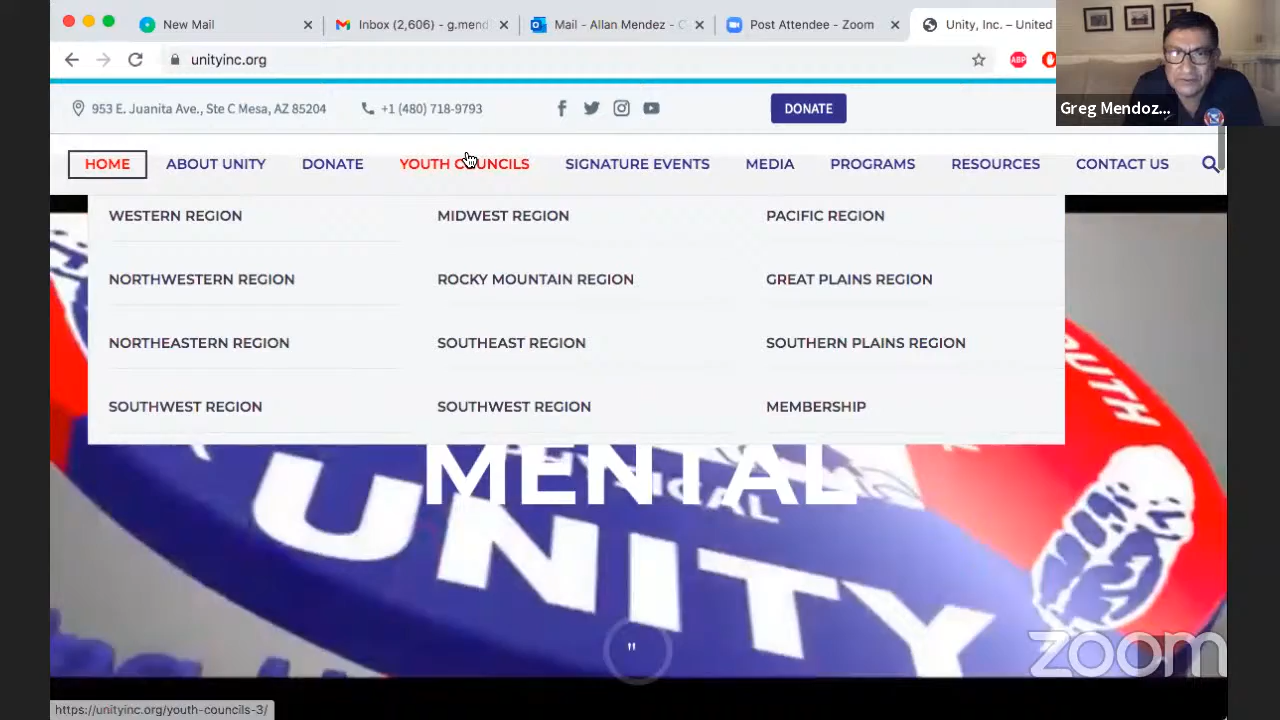 New Mail
Inbox (2,606) - g.mend
Mail - Allan Mendez - C
Post Attendee - Zoom
Unity, Inc. – United
unityinc.org
ABP
Greg Mendoz...
953 E. Juanita Ave., Ste C Mesa, AZ 85204
+1 (480) 718-9793
DONATE
HOME
ABOUT UNITY
DONATE
YOUTH COUNCILS
SIGNATURE EVENTS
MEDIA
PROGRAMS
RESOURCES
CONTACT US
WESTERN REGION
MIDWEST REGION
PACIFIC REGION
NORTHWESTERN REGION
ROCKY MOUNTAIN REGION
GREAT PLAINS REGION
NORTHEASTERN REGION
SOUTHEAST REGION
SOUTHERN PLAINS REGION
SOUTHWEST REGION
SOUTHWEST REGION
MEMBERSHIP
MENTAL
UNITY
zoom
https://unityinc.org/youth-councils-3/